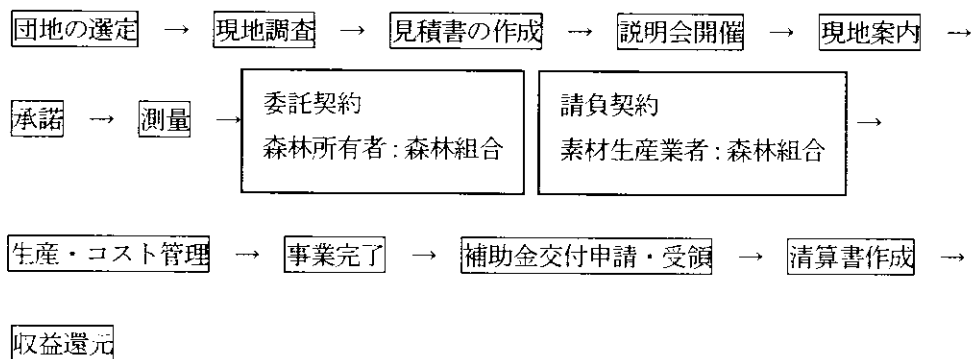 団地の選定 → 現地調査 → 見積書の作成 → 説明会開催 → 現地案内 →
承諾 → 測量 →
委託契約
森林所有者:森林組合
請負契約
素材生産業者:森林組合
→
生産・コスト管理 → 事業完了 → 補助金交付申請・受領 → 清算書作成 →
収益還元